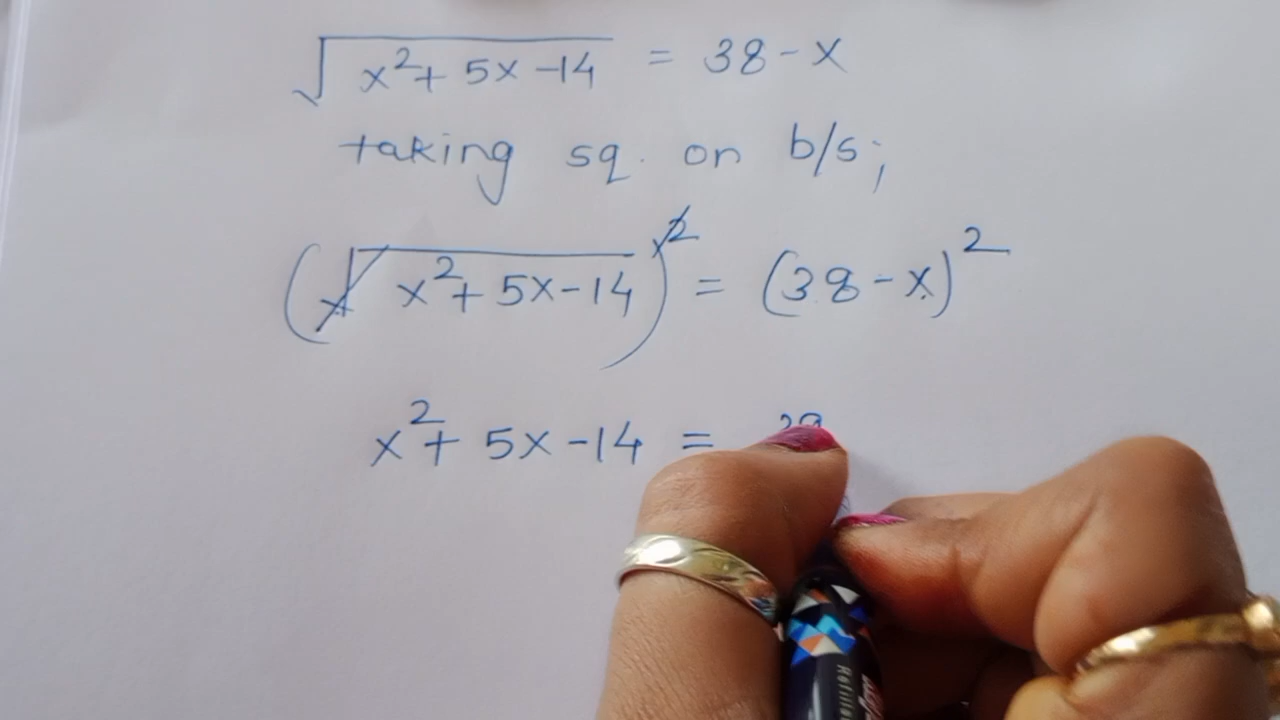 √(x² + 5x - 14) = 38 - x
taking sq. on b/s;
(√(x² + 5x - 14))² = (38 - x)²
x² + 5x - 14 =